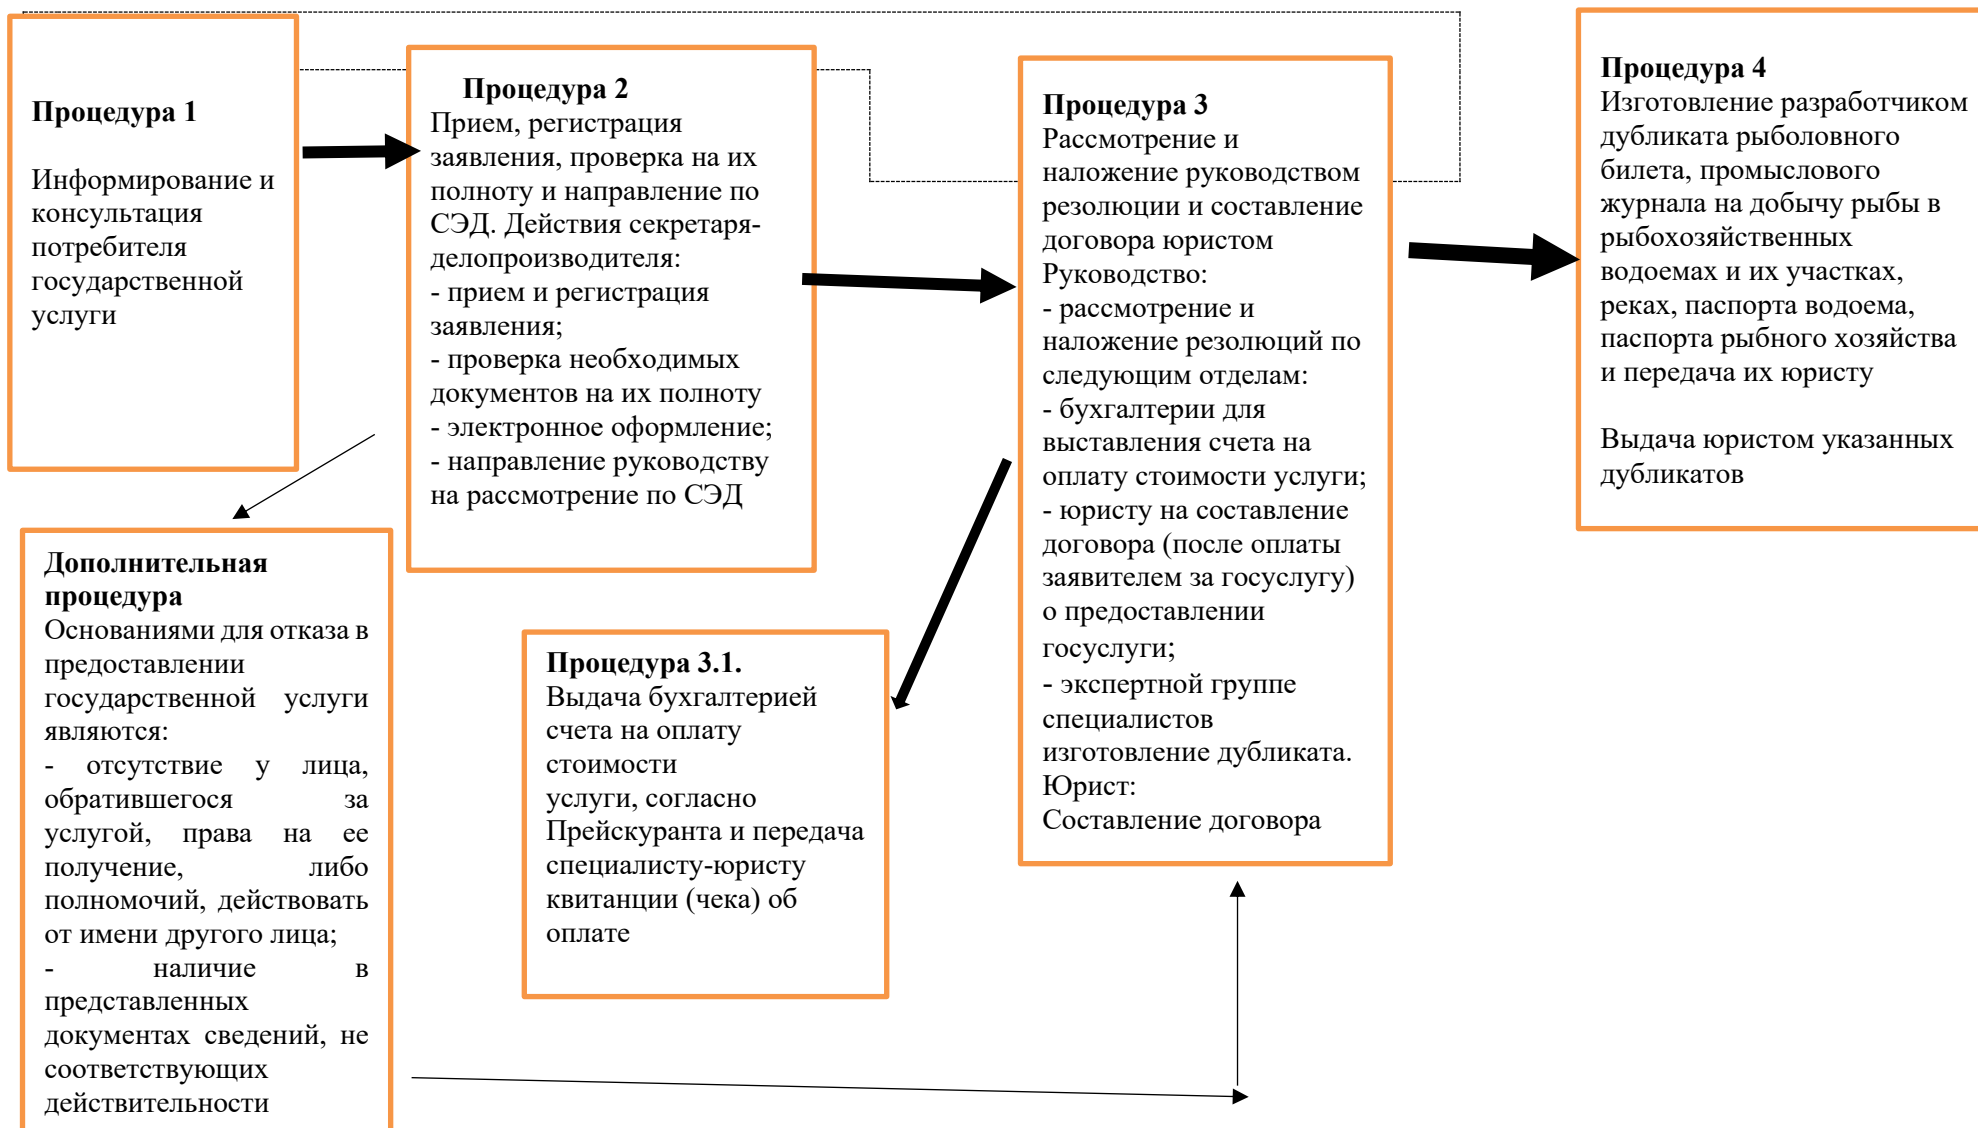 Процедура 1
Информирование и
консультация
потребителя
государственной
услуги
Процедура 2
Прием, регистрация
заявления, проверка на их
полноту и направление по
СЭД. Действия секретаря-
делопроизводителя:
- прием и регистрация
заявления;
- проверка необходимых
документов на их полноту
- электронное оформление;
- направление руководству
на рассмотрение по СЭД
Процедура 3
Рассмотрение и
наложение руководством
резолюции и составление
договора юристом
Руководство:
- рассмотрение и
наложение резолюций по
следующим отделам:
- бухгалтерии для
выставления счета на
оплату стоимости услуги;
- юристу на составление
договора (после оплаты
заявителем за госуслугу)
о предоставлении
госуслуги;
- экспертной группе
специалистов
изготовление дубликата.
Юрист:
Составление договора
Процедура 4
Изготовление разработчиком
дубликата рыболовного
билета, промыслового
журнала на добычу рыбы в
рыбохозяйственных
водоемах и их участках,
реках, паспорта водоема,
паспорта рыбного хозяйства
и передача их юристу
Выдача юристом указанных
дубликатов
Дополнительная
процедура
Основаниями для отказа в
предоставлении
государственной услуги
являются:
- отсутствие у лица,
обратившегося за
услугой, права на ее
получение, либо
полномочий, действовать
от имени другого лица;
- наличие в
представленных
документах сведений, не
соответствующих
действительности
Процедура 3.1.
Выдача бухгалтерией
счета на оплату
стоимости
услуги, согласно
Прейскуранта и передача
специалисту-юристу
квитанции (чека) об
оплате